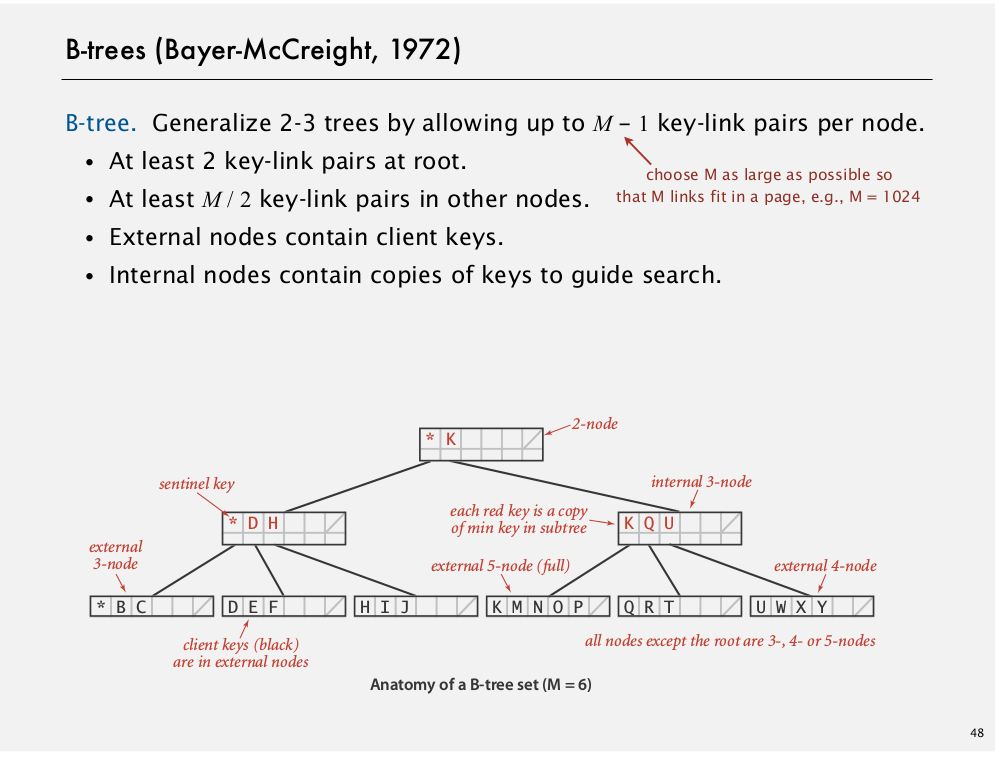 B-trees (Bayer-McCreight, 1972)
B-tree. Generalize 2-3 trees by allowing up to M – 1 key-link pairs per node.
• At least 2 key-link pairs at root.
• At least M / 2 key-link pairs in other nodes.
• External nodes contain client keys.
• Internal nodes contain copies of keys to guide search.
choose M as large as possible so
that M links fit in a page, e.g., M = 1024
2-node
* K
sentinel key
internal 3-node
* D H
each red key is a copy
of min key in subtree
K Q U
external
3-node
external 5-node (full)
external 4-node
* B C
D E F
H I J
K M N O P
Q R T
U W X Y
client keys (black)
are in external nodes
all nodes except the root are 3-, 4- or 5-nodes
Anatomy of a B-tree set (M = 6)
48